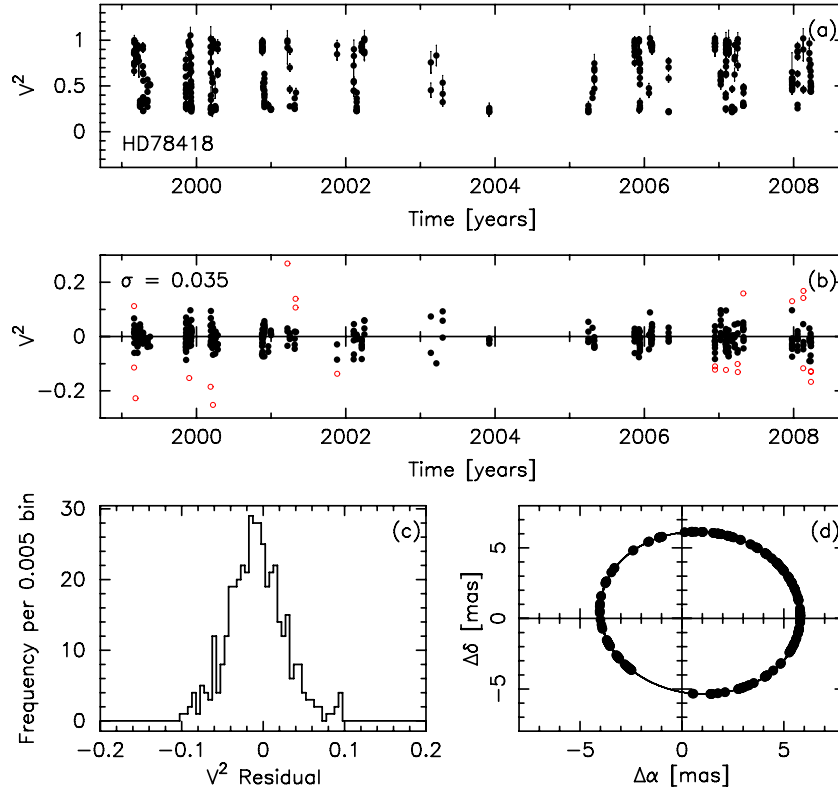 1
0.5
0
V²
(a)
HD78418
2000 2002 2004 2006 2008
Time [years]
0.2
0
−0.2
V²
σ = 0.035
(b)
2000 2002 2004 2006 2008
Time [years]
30
20
10
0
Frequency per 0.005 bin
(c)
−0.2 −0.1 0 0.1 0.2
V² Residual
5
0
−5
Δδ [mas]
(d)
−5 0 5
Δα [mas]